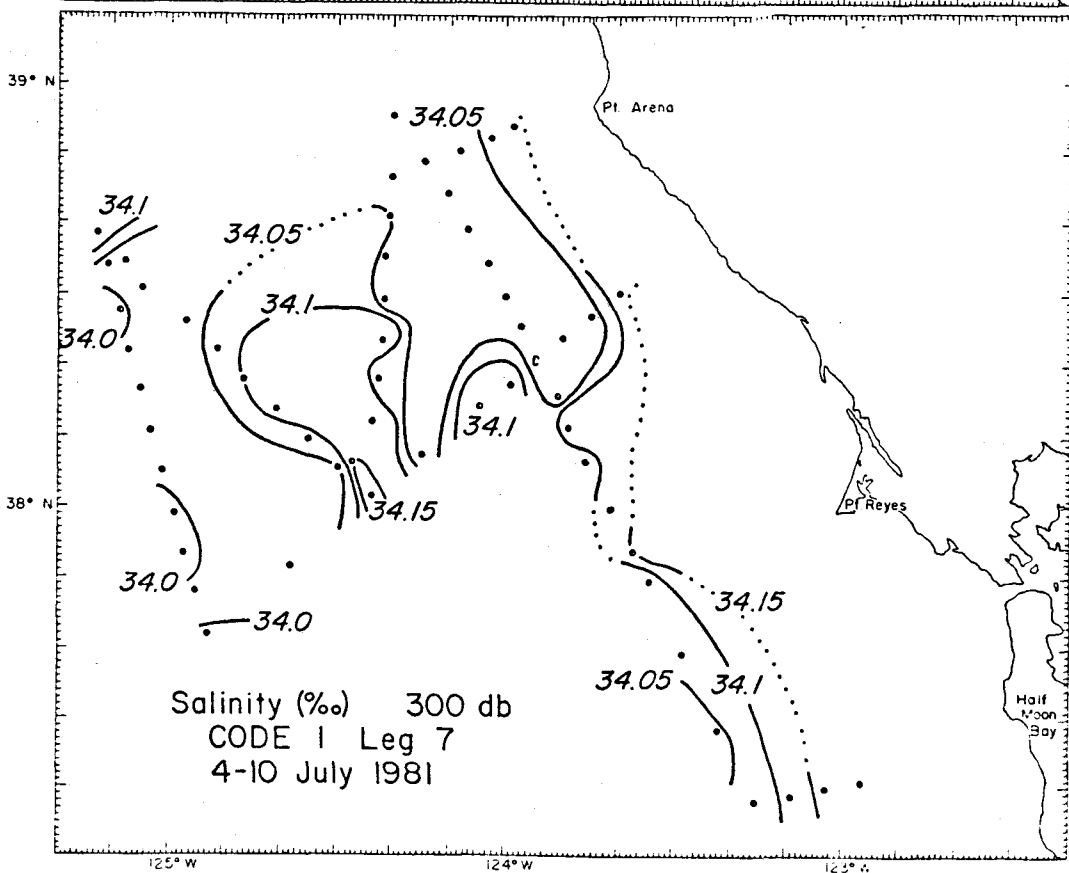 39° N
Pt. Arena
34.05
34.1
34.05
34.1
34.0
34.1
38° N
34.15
Pt Reyes
34.0
34.15
34.0
34.05
34.1
Half
Moon
Bay
Salinity (‰) 300 db
CODE 1 Leg 7
4-10 July 1981
125° W
124° W
123° W